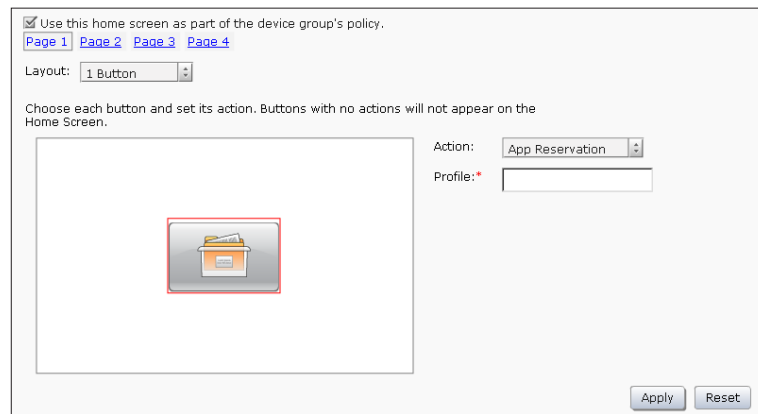 Use this home screen as part of the device group's policy.
Page 1 Page 2 Page 3 Page 4
Layout: 1 Button
Choose each button and set its action. Buttons with no actions will not appear on the
Home Screen.
Action: App Reservation
Profile:*
Apply Reset